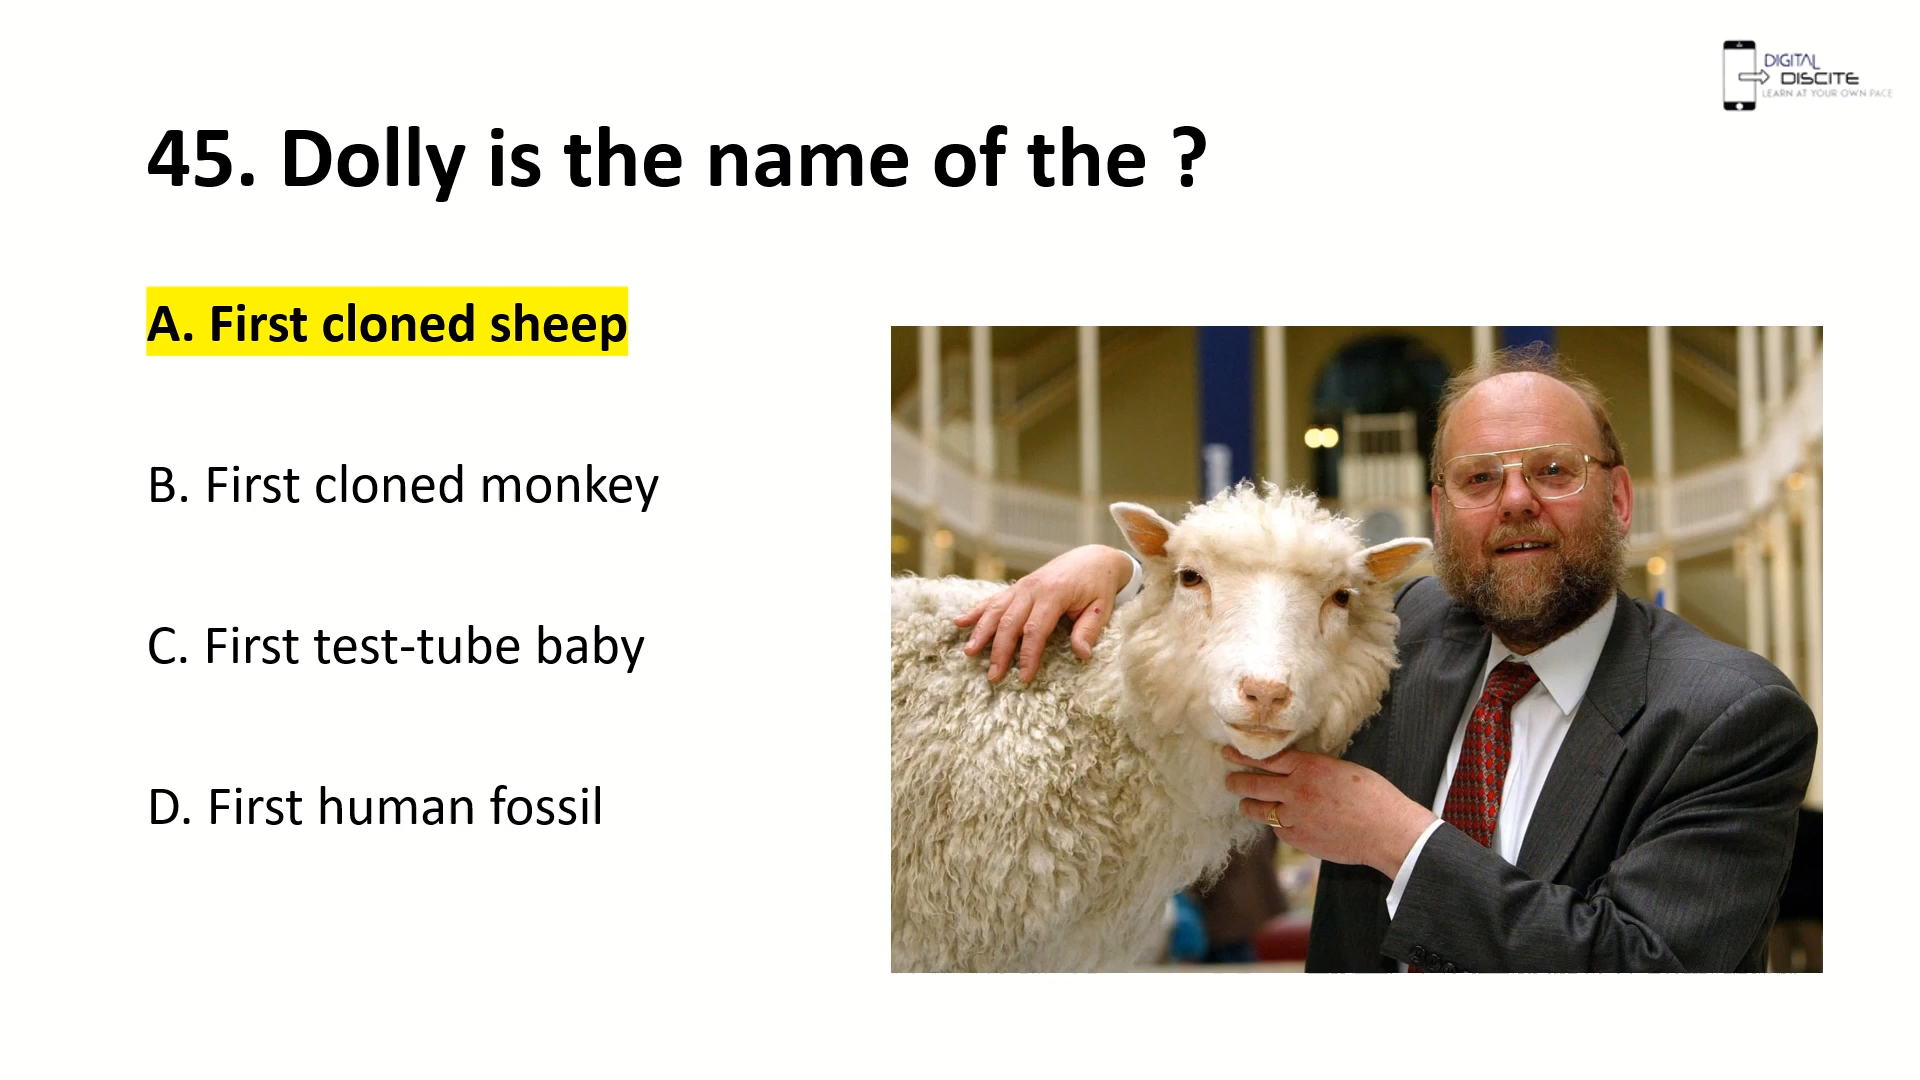 DIGITAL
DISCITE
LEARN AT YOUR OWN PACE
45. Dolly is the name of the ?
A. First cloned sheep
B. First cloned monkey
C. First test-tube baby
D. First human fossil